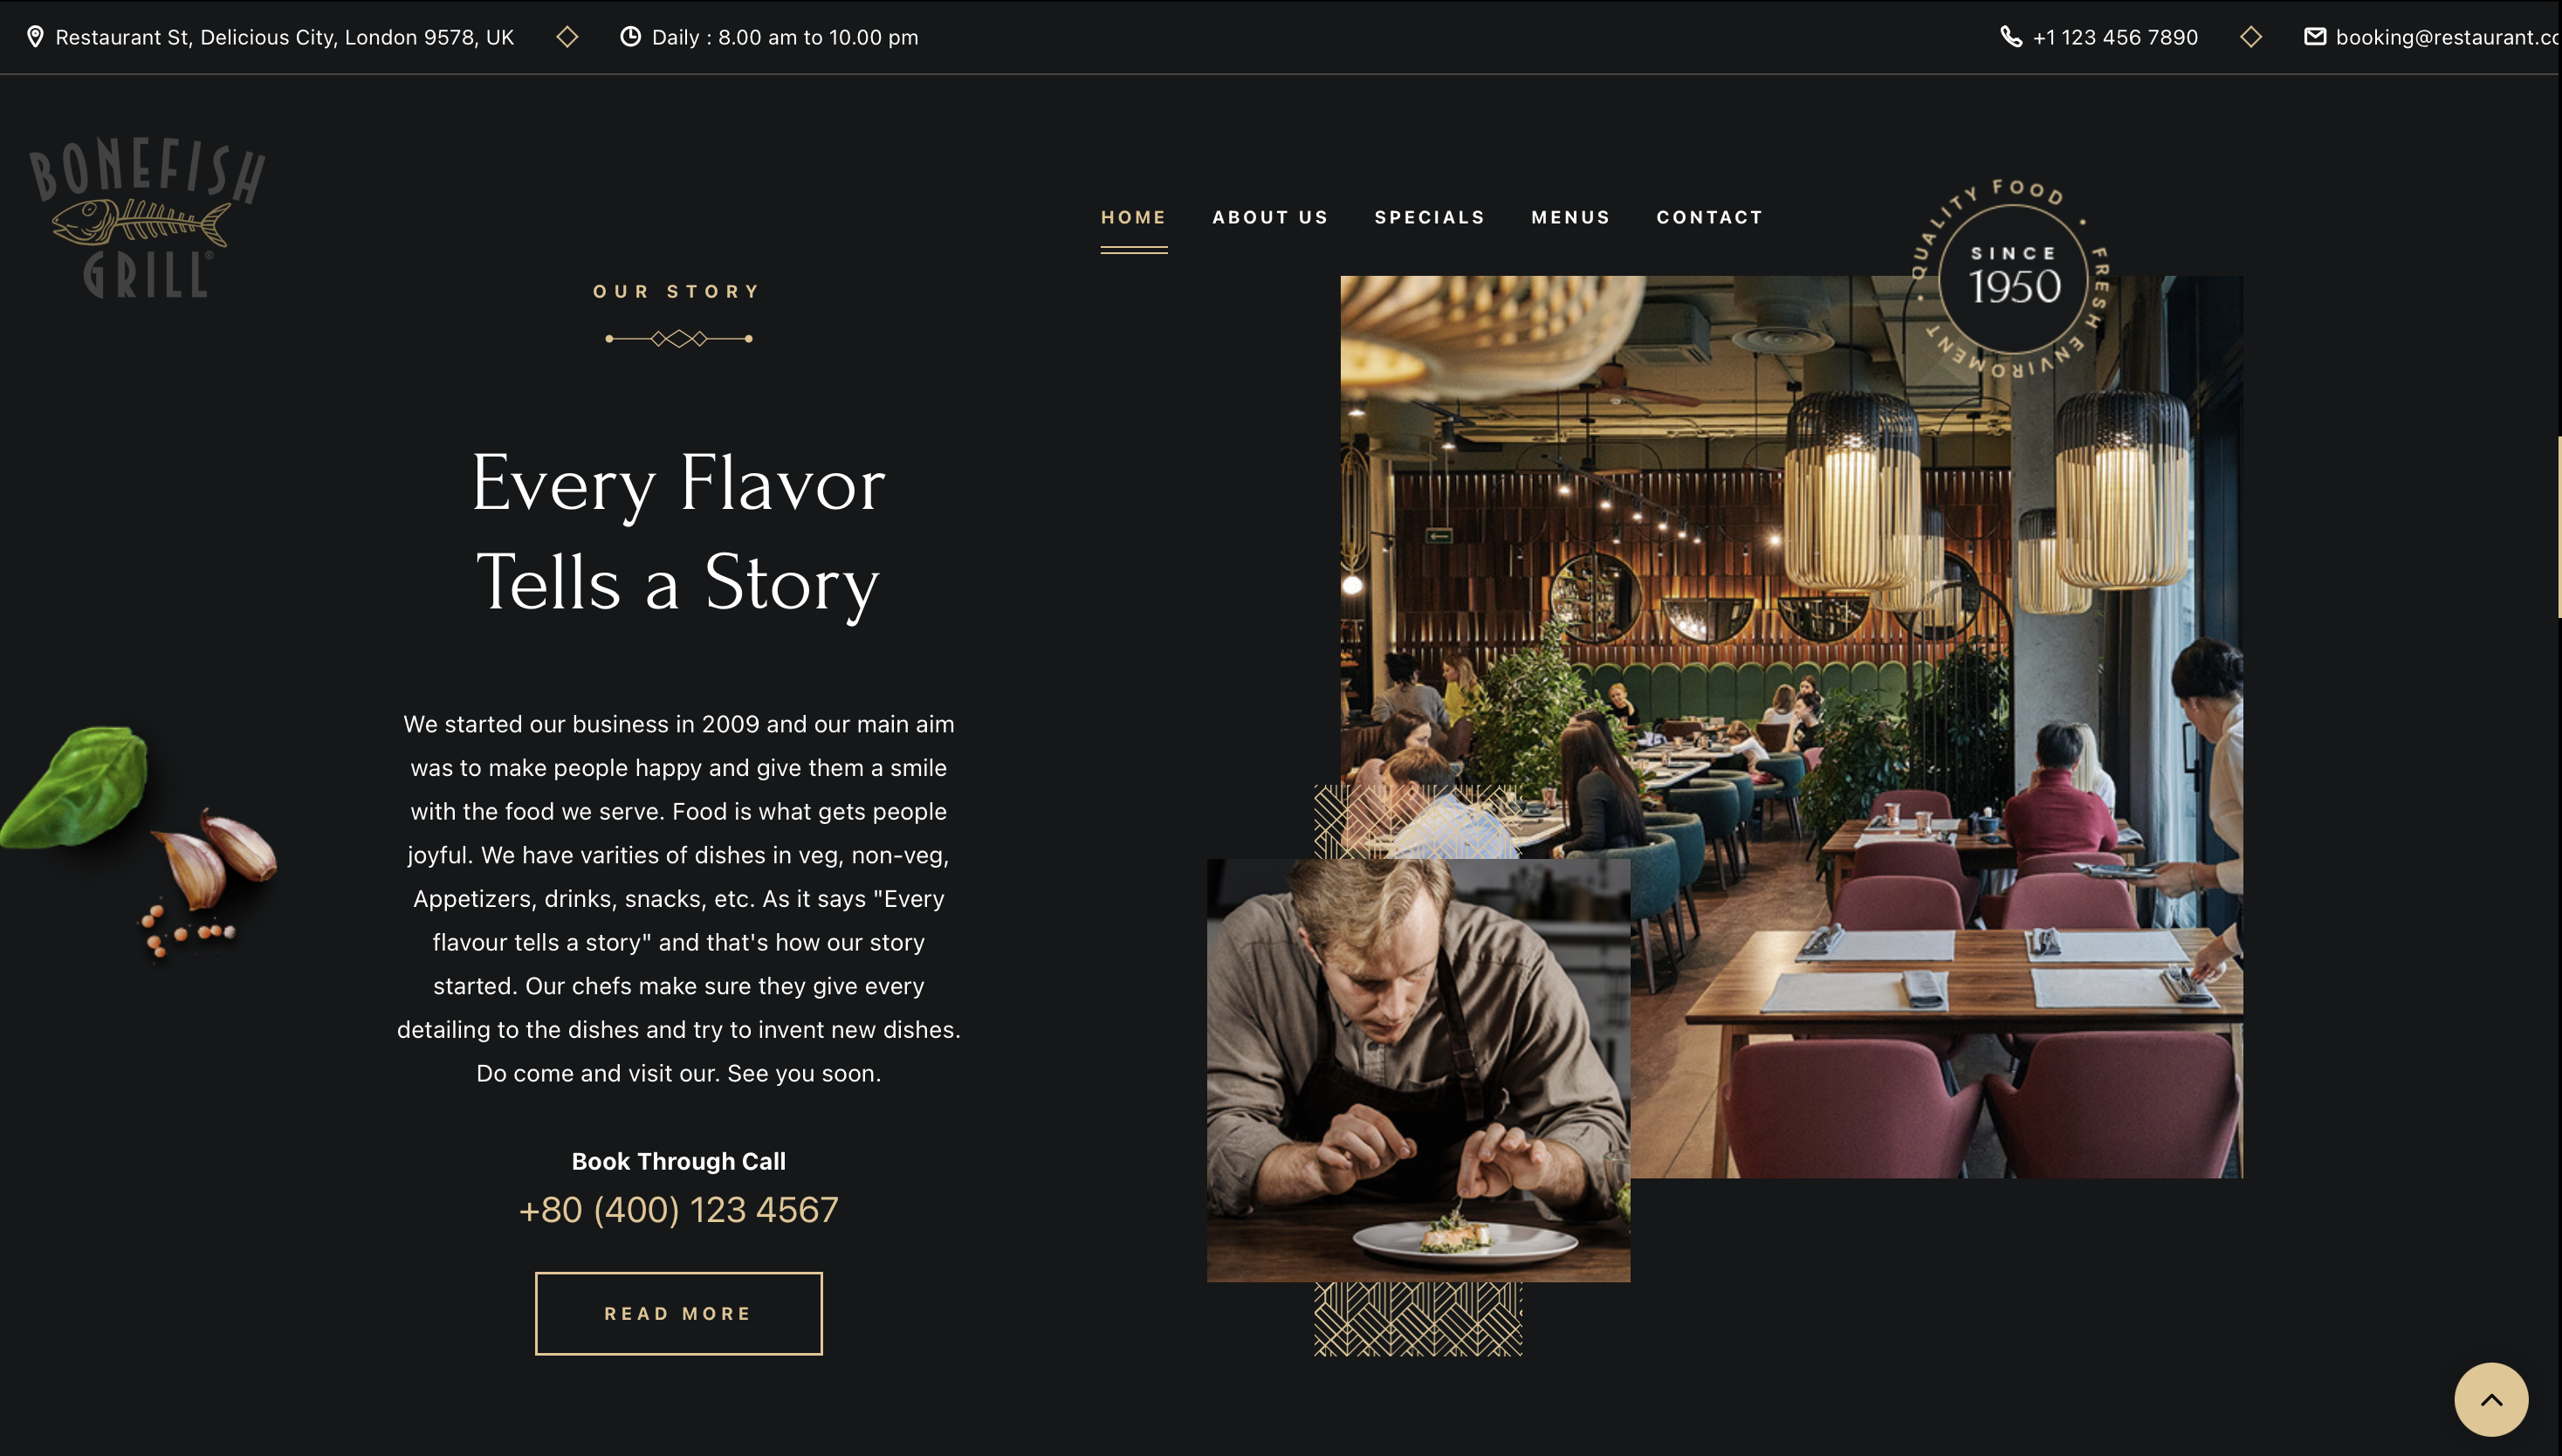 Restaurant St, Delicious City, London 9578, UK
Daily : 8.00 am to 10.00 pm
+1 123 456 7890
booking@restaurant.co
BONEFISH
GRILL®
HOME
ABOUT US
SPECIALS
MENUS
CONTACT
QUALITY FOOD • FRESH ENVIROMENT •
SINCE
1950
OUR STORY
Every Flavor
Tells a Story
We started our business in 2009 and our main aim
was to make people happy and give them a smile
with the food we serve. Food is what gets people
joyful. We have varities of dishes in veg, non-veg,
Appetizers, drinks, snacks, etc. As it says "Every
flavour tells a story" and that's how our story
started. Our chefs make sure they give every
detailing to the dishes and try to invent new dishes.
Do come and visit our. See you soon.
Book Through Call
+80 (400) 123 4567
READ MORE